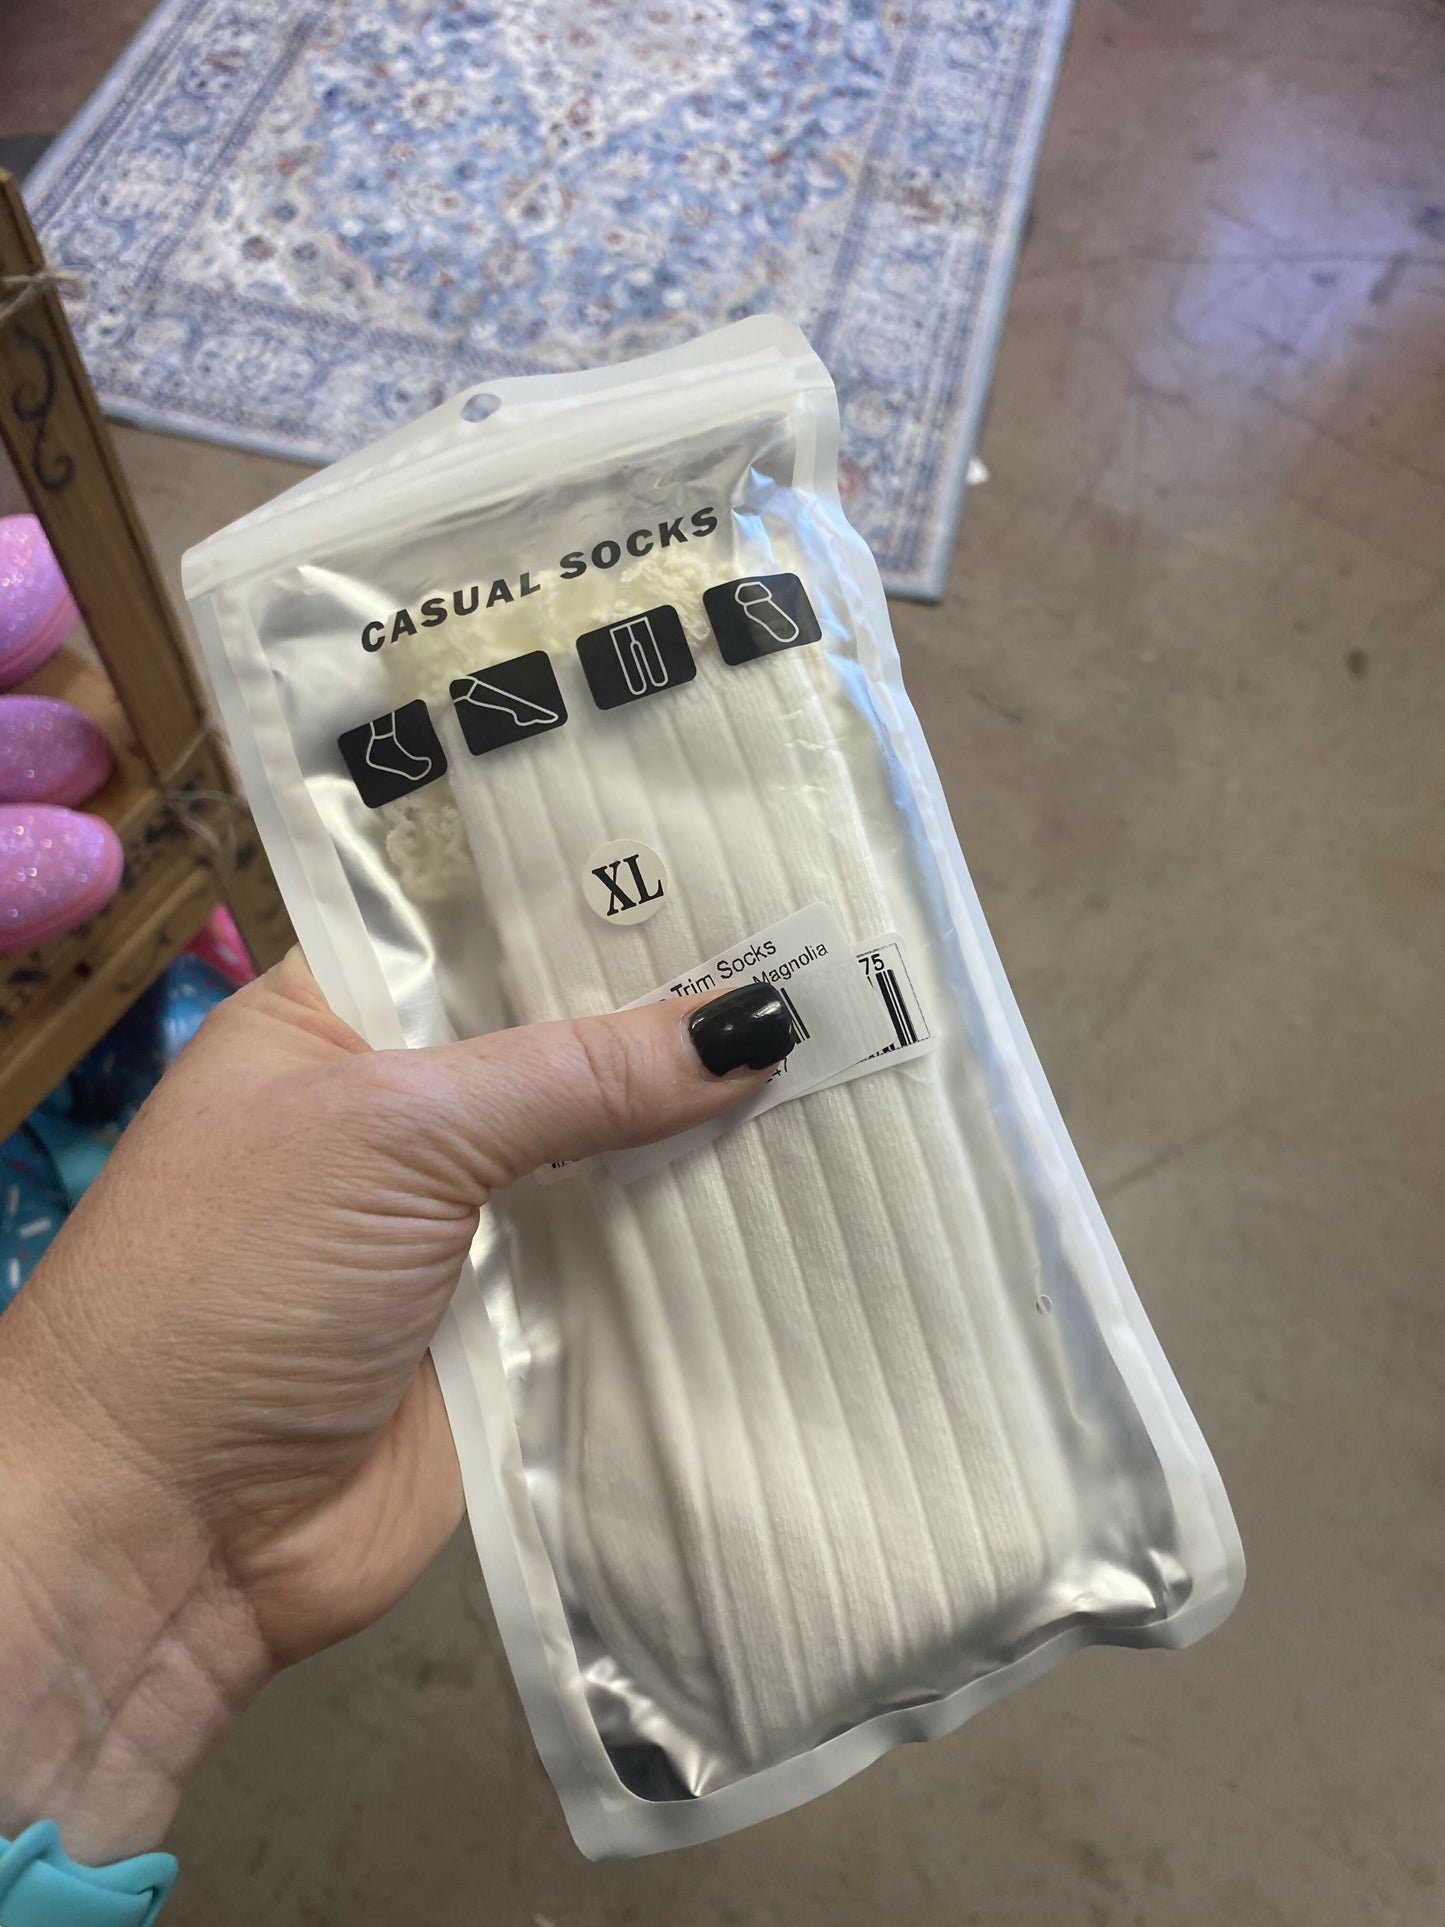 CASUAL SOCKS
XL
Trim Socks
Magnolia
75